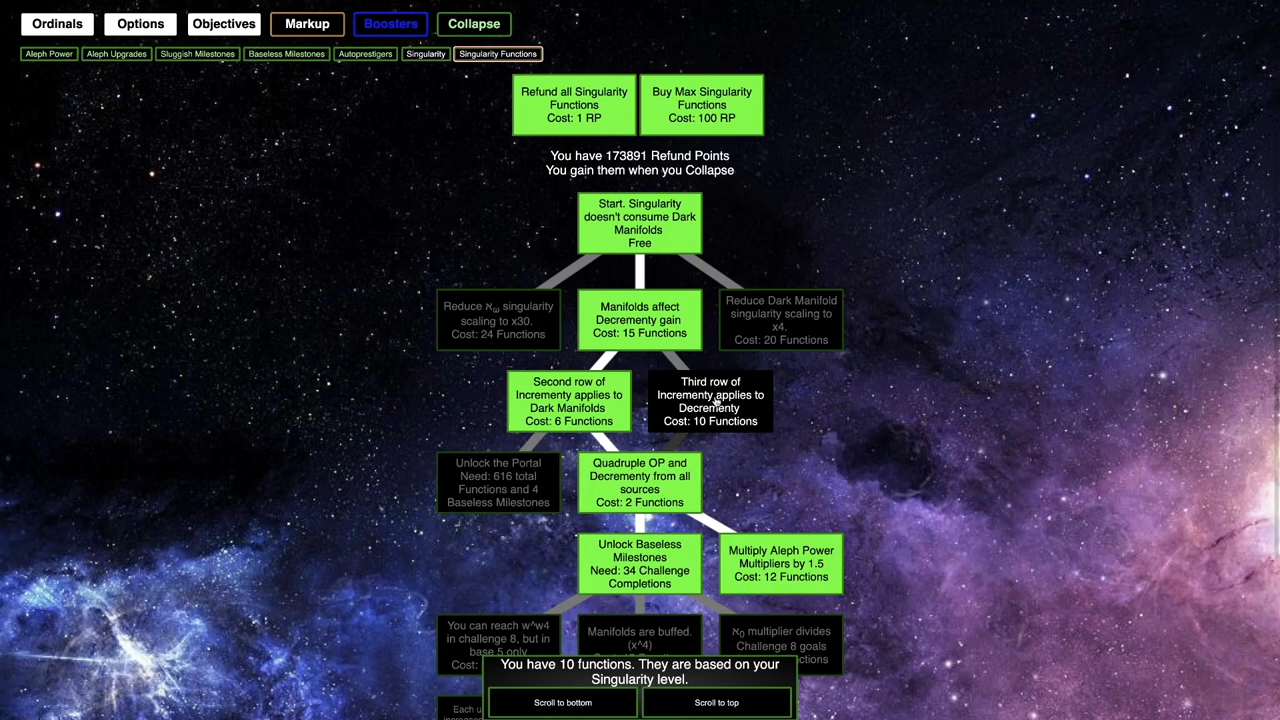 Ordinals Options Objectives Markup Boosters Collapse
Aleph Power Aleph Upgrades Sluggish Milestones Baseless Milestones Autoprestigers Singularity Singularity Functions
Refund all Singularity
Functions
Cost: 1 RP
Buy Max Singularity
Functions
Cost: 100 RP
You have 173891 Refund Points
You gain them when you Collapse
Start. Singularity
doesn't consume Dark
Manifolds
Free
Reduce ℵω singularity
scaling to x30.
Cost: 24 Functions
Manifolds affect
Decrementy gain
Cost: 15 Functions
Reduce Dark Manifold
singularity scaling to
x4.
Cost: 20 Functions
Second row of
Incrementy applies to
Dark Manifolds
Cost: 6 Functions
Third row of
Incrementy applies to
Decrementy
Cost: 10 Functions
Unlock the Portal
Need: 616 total
Functions and 4
Baseless Milestones
Quadruple OP and
Decrementy from all
sources
Cost: 2 Functions
Unlock Baseless
Milestones
Need: 34 Challenge
Completions
Multiply Aleph Power
Multipliers by 1.5
Cost: 12 Functions
You can reach w^w4
in challenge 8, but in
base 5 only
Cost:
Manifolds are buffed.
(x^4)
ℵ0 multiplier divides
Challenge 8 goals
You have 10 functions. They are based on your
Singularity level.
Scroll to bottom Scroll to top
Each